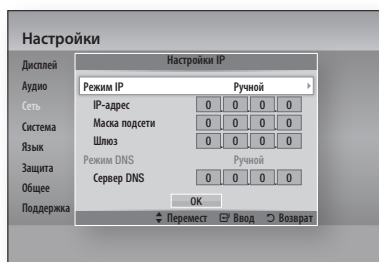 Настройки
Дисплей
Аудио
Сеть
Система
Язык
Защита
Общее
Поддержка
Настройки IP
Режим IP Ручной
IP-адрес 0 0 0 0
Маска подсети 0 0 0 0
Шлюз 0 0 0 0
Режим DNS Ручной
Сервер DNS 0 0 0 0
OK
Перемест Ввод Возврат